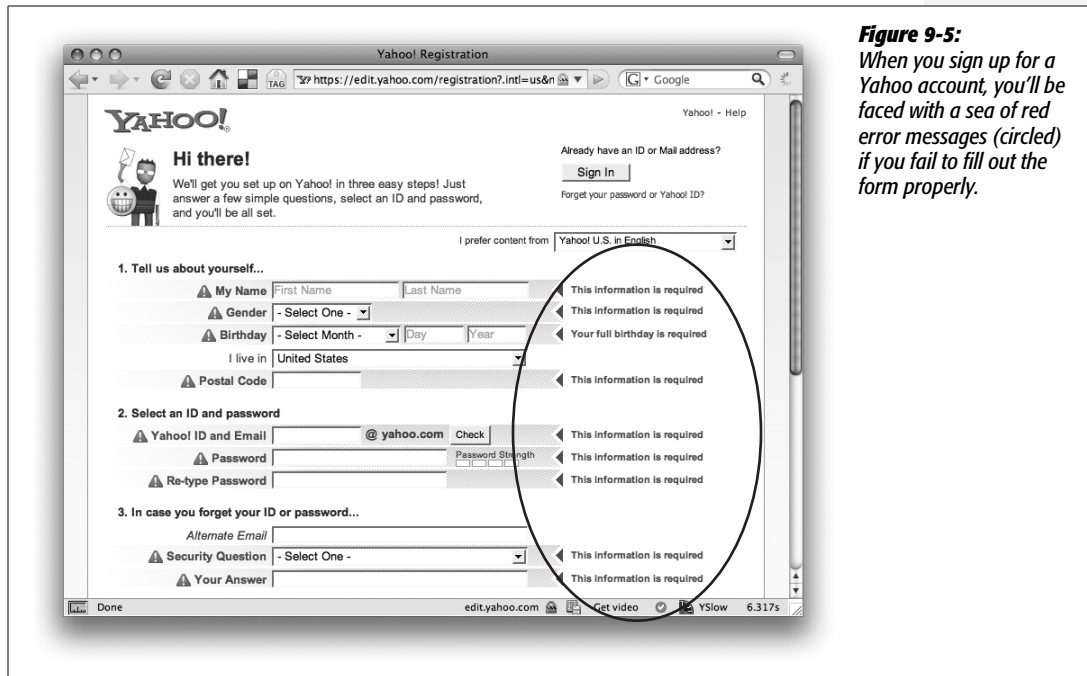 Figure 9-5:
When you sign up for a
Yahoo account, you'll be
faced with a sea of red
error messages (circled)
if you fail to fill out the
form properly.
Yahoo! Registration
TAG https://edit.yahoo.com/registration?.intl=us&n G Google
YAHOO!
Yahoo! - Help
Hi there!
We'll get you set up on Yahoo! in three easy steps! Just
answer a few simple questions, select an ID and password,
and you'll be all set.
Already have an ID or Mail address?
Sign In
Forget your password or Yahoo! ID?
I prefer content from Yahoo! U.S. in English
1. Tell us about yourself...
My Name First Name Last Name This information is required
Gender - Select One - This information is required
Birthday - Select Month - Day Year Your full birthday is required
I live in United States
Postal Code This information is required
2. Select an ID and password
Yahoo! ID and Email @ yahoo.com Check This information is required
Password Password Strength This information is required
Re-type Password This information is required
3. In case you forget your ID or password...
Alternate Email
Security Question - Select One - This information is required
Your Answer This information is required
Done edit.yahoo.com Get video YSlow 6.317s